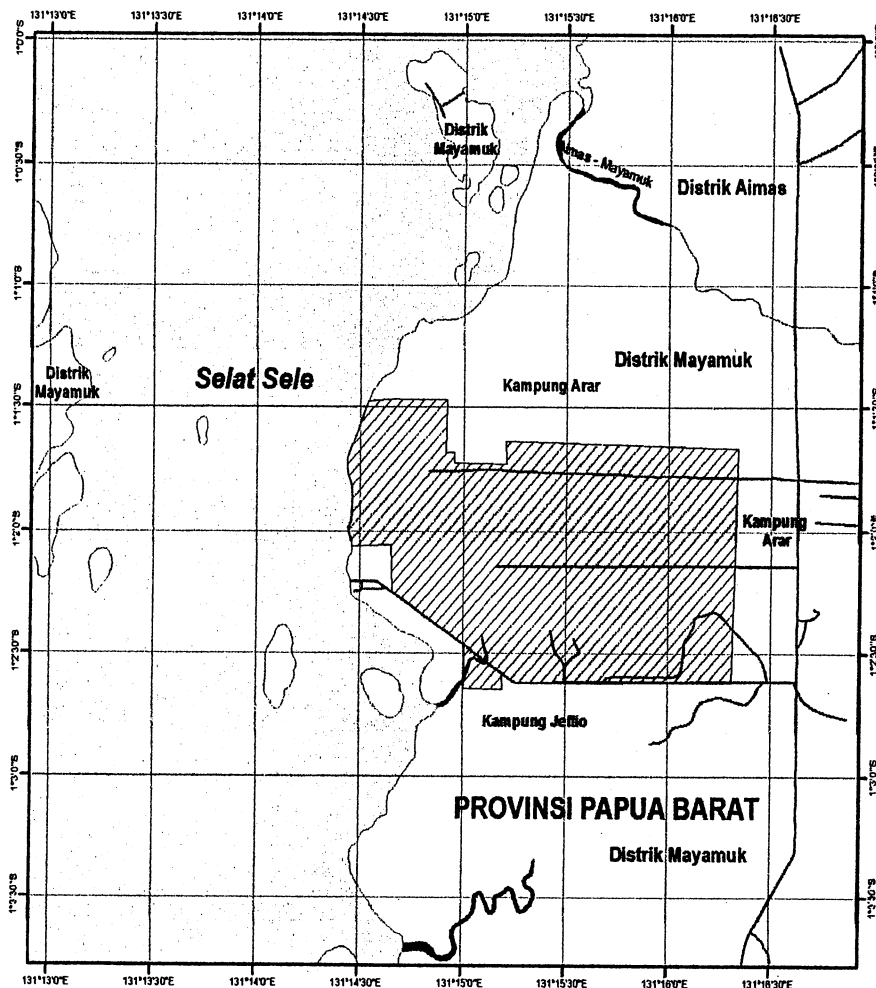 131°13'0"E 131°13'30"E 131°14'0"E 131°14'30"E 131°15'0"E 131°15'30"E 131°16'0"E 131°16'30"E
1°0'0"S
Distrik
Mayamuk
Aimas - Mayamuk
1°0'30"S
Distrik Aimas
1°1'0"S
Distrik Mayamuk
Distrik
Mayamuk
Selat Sele
Kampung Arar
1°1'30"S
1°2'0"S
Kampung
Arar
1°2'30"S
Kampung Jeflio
1°3'0"S
PROVINSI PAPUA BARAT
Distrik Mayamuk
1°3'30"S
131°13'0"E 131°13'30"E 131°14'0"E 131°14'30"E 131°15'0"E 131°15'30"E 131°16'0"E 131°16'30"E